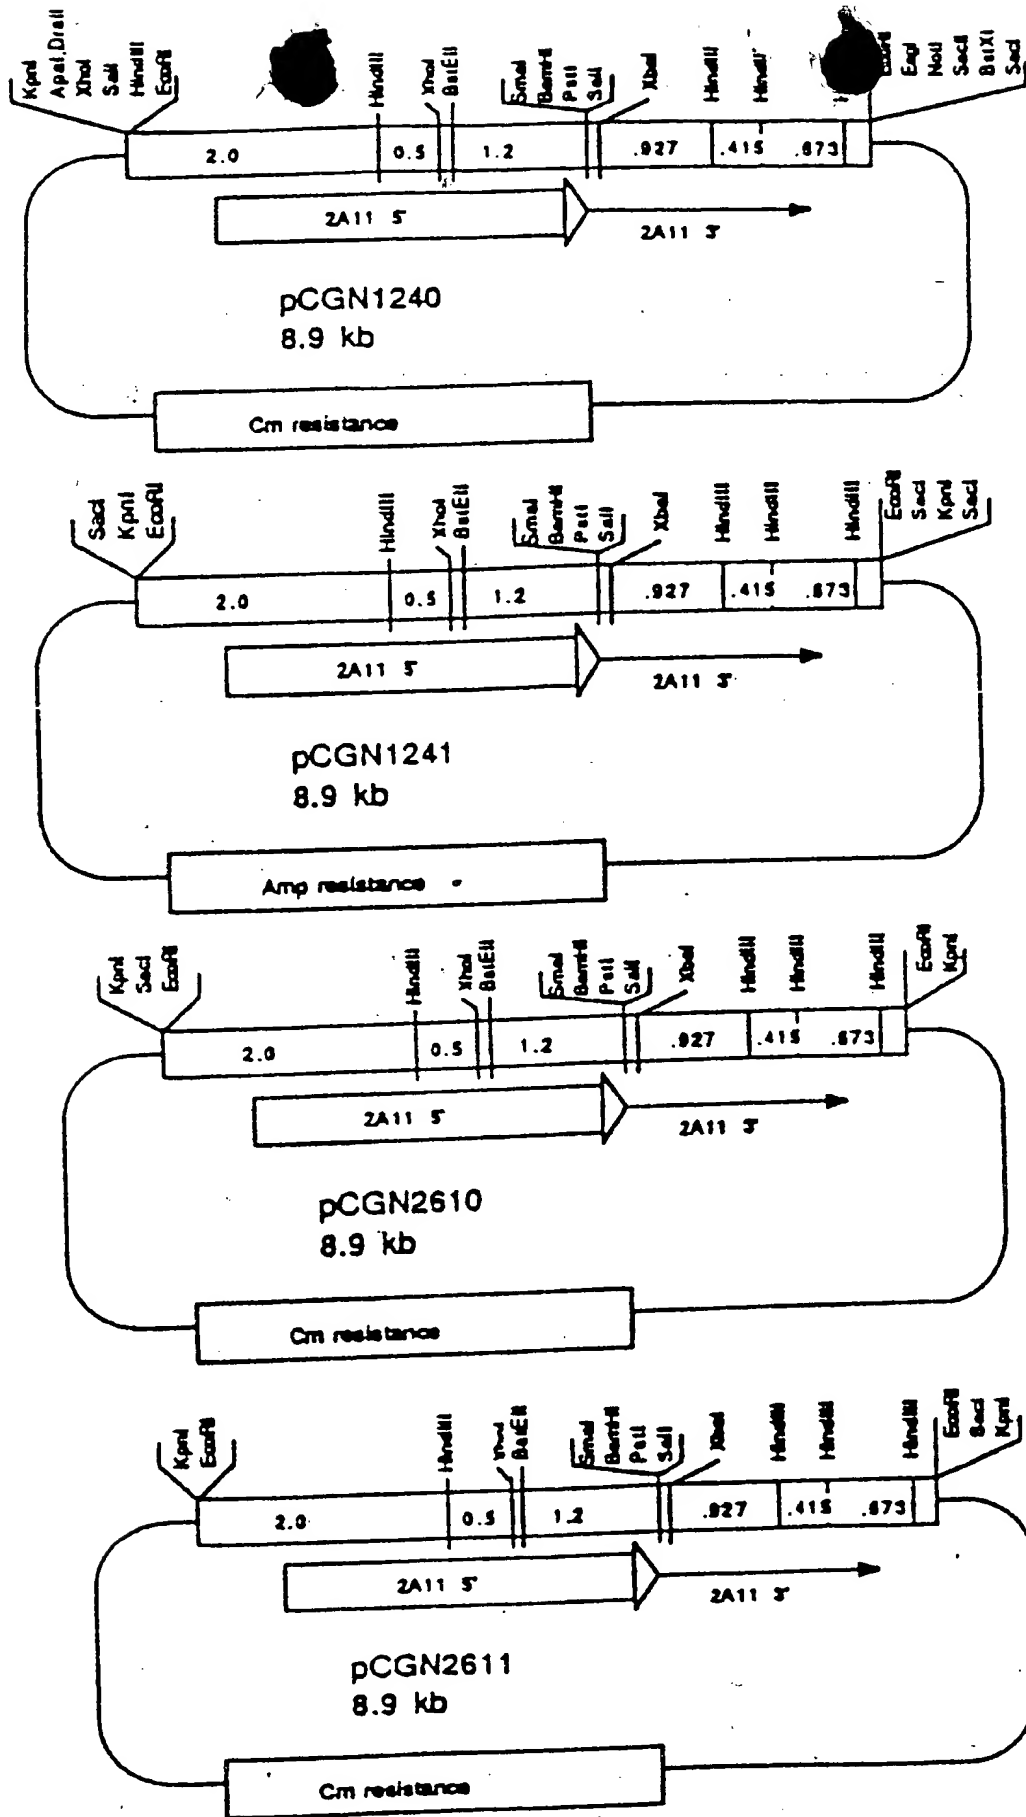 KpnI
ApaI,DraII
XhoI
SalI
HindIII
EcoRI
HindIII
XhoI
BstEII
SmaI
BamHI
PstI
SalI
XbaI
HindIII
EcoRI
EagI
NotI
SacII
BstXI
SacI
2.0 0.5 1.2 .927 .415 .673
2A11 5'
2A11 3'
pCGN1240
8.9 kb
Cm resistance
SacI
KpnI
EcoRI
HindIII
XhoI
BstEII
SmaI
BamHI
PstI
SalI
XbaI
HindIII
HindIII
HindIII
EcoRI
SacI
KpnI
SacI
2.0 0.5 1.2 .927 .415 .673
2A11 5'
2A11 3'
pCGN1241
8.9 kb
Amp resistance
KpnI
SacI
EcoRI
HindIII
XhoI
BstEII
SmaI
BamHI
PstI
SalI
XbaI
HindIII
HindIII
HindIII
EcoRI
KpnI
2.0 0.5 1.2 .927 .415 .673
2A11 5'
2A11 3'
pCGN2610
8.9 kb
Cm resistance
KpnI
EcoRI
HindIII
XhoI
BstEII
SmaI
BamHI
PstI
SalI
XbaI
HindIII
HindIII
HindIII
EcoRI
SacI
KpnI
2.0 0.5 1.2 .927 .415 .673
2A11 5'
2A11 3'
pCGN2611
8.9 kb
Cm resistance